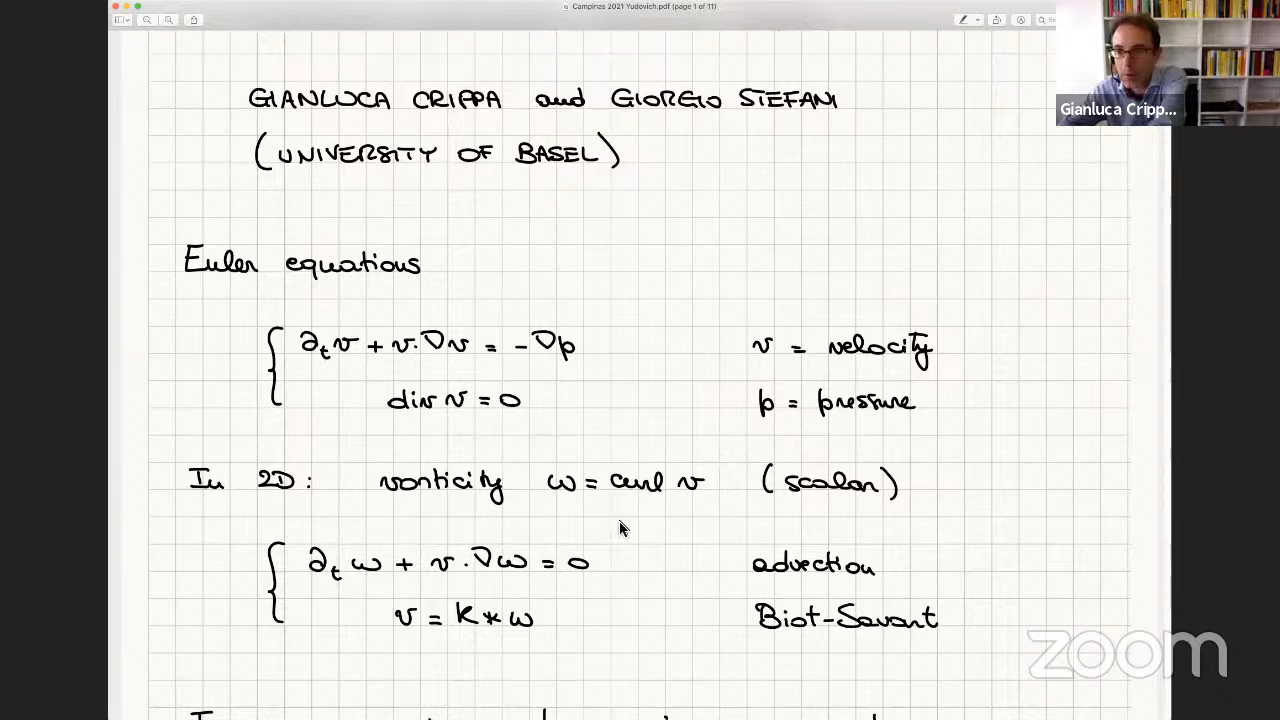 Campinas 2021 Yudovich.pdf (page 1 of 11)
Gianluca Cripp...
GIANLUCA CRIPPA and GIORGIO STEFANI
(UNIVERSITY OF BASEL)
Euler equations
∂ₜv + v·∇v = -∇p v = velocity
div v = 0 p = pressure
In 2D: vorticity ω = curl v (scalar)
∂ₜω + v·∇ω = 0 advection
v = K * ω Biot-Savart
zoom